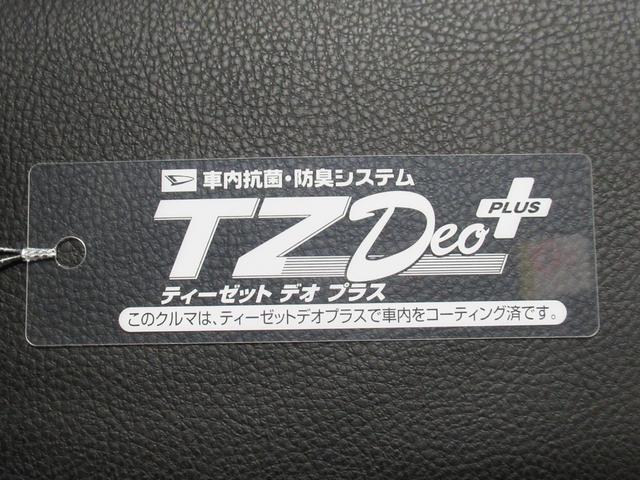 車内抗菌・防臭システム
TZ Deo PLUS
ティーゼット デオ プラス
このクルマは、ティーゼットデオプラスで車内をコーティング済です。